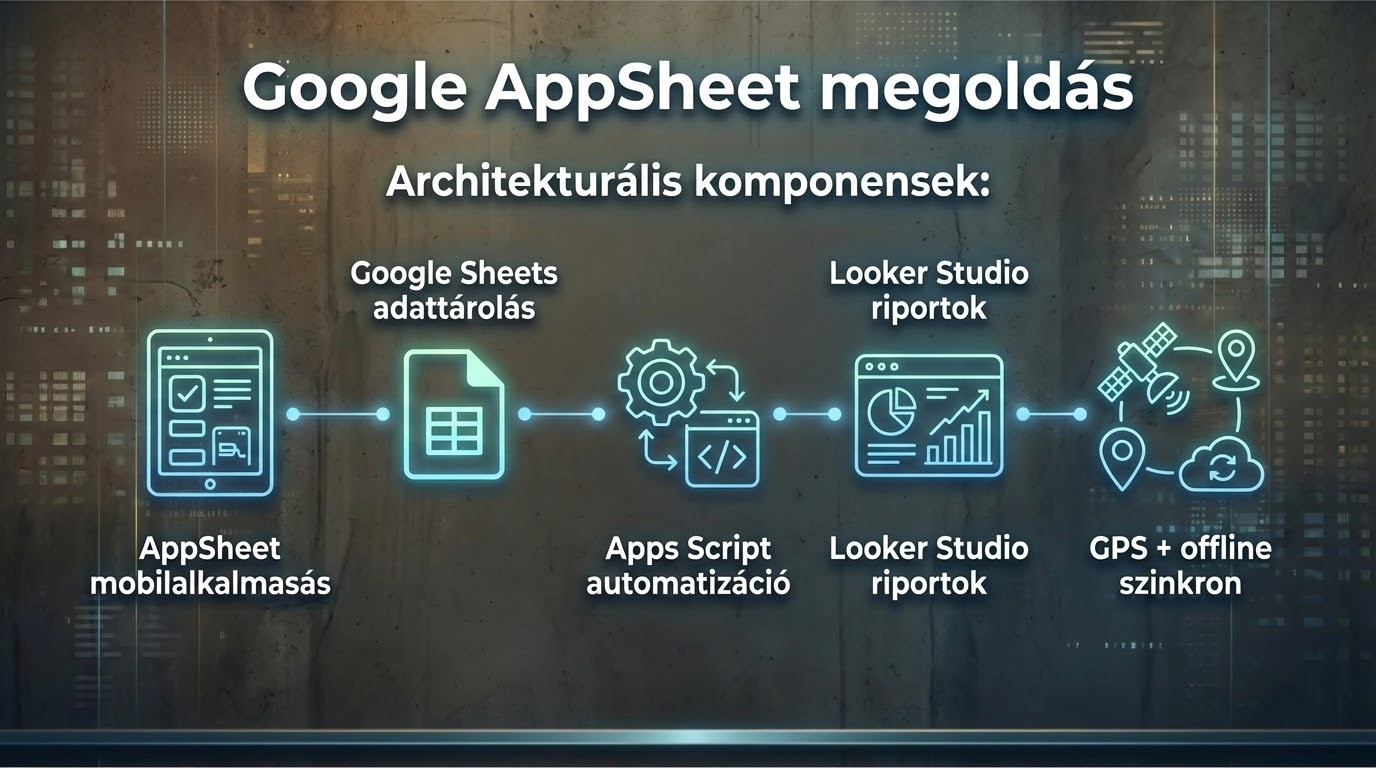 Google AppSheet megoldás
Architekturális komponensek:
Google Sheets
adattárolás
Looker Studio
riportok
</>
AppSheet
mobilalkalmasás
Apps Script
automatizáció
Looker Studio
riportok
GPS + offline
szinkron